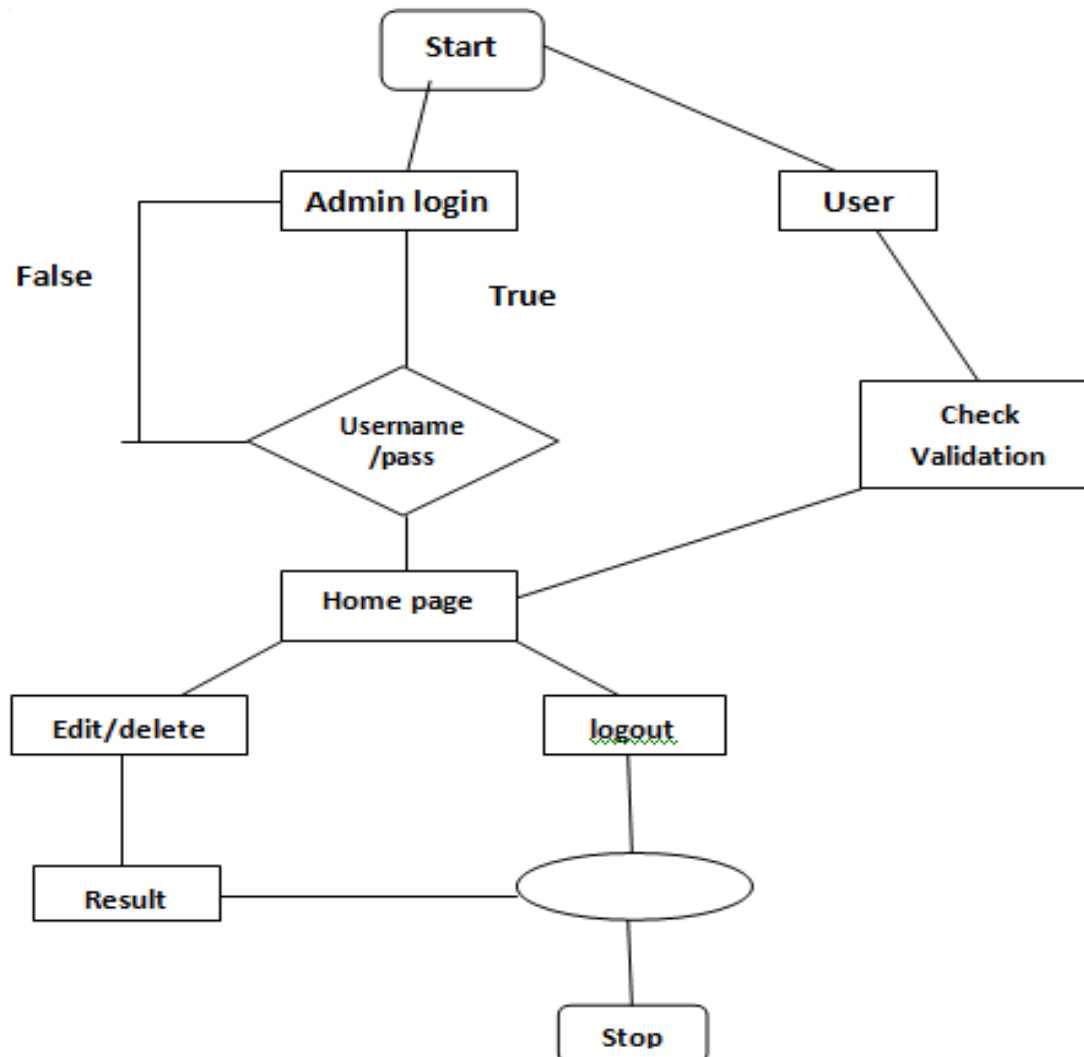 Start
Admin login
User
False
True
Username
/pass
Check
Validation
Home page
Edit/delete
logout
Result
Stop